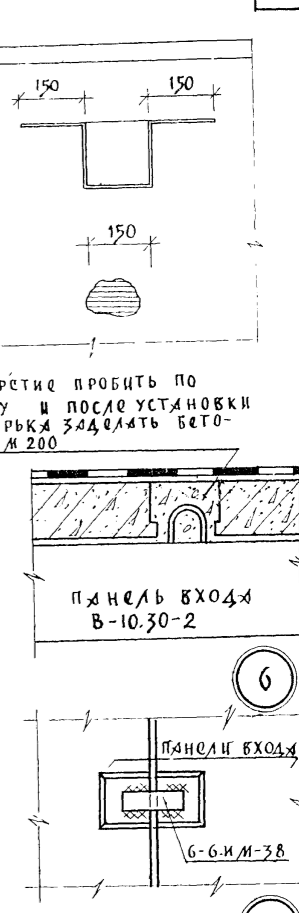 150 150
150
РСТИЕ ПРОБИТЬ ПО
У И ПОСЛЕ УСТАНОВКИ
РЬКА ЗАДЕЛАТЬ БЕТО-
М 200
ПАНЕЛЬ ВХОДА
В-10.30-2
6
ПАНЕЛИ ВХОДА
6-6.ИМ-38